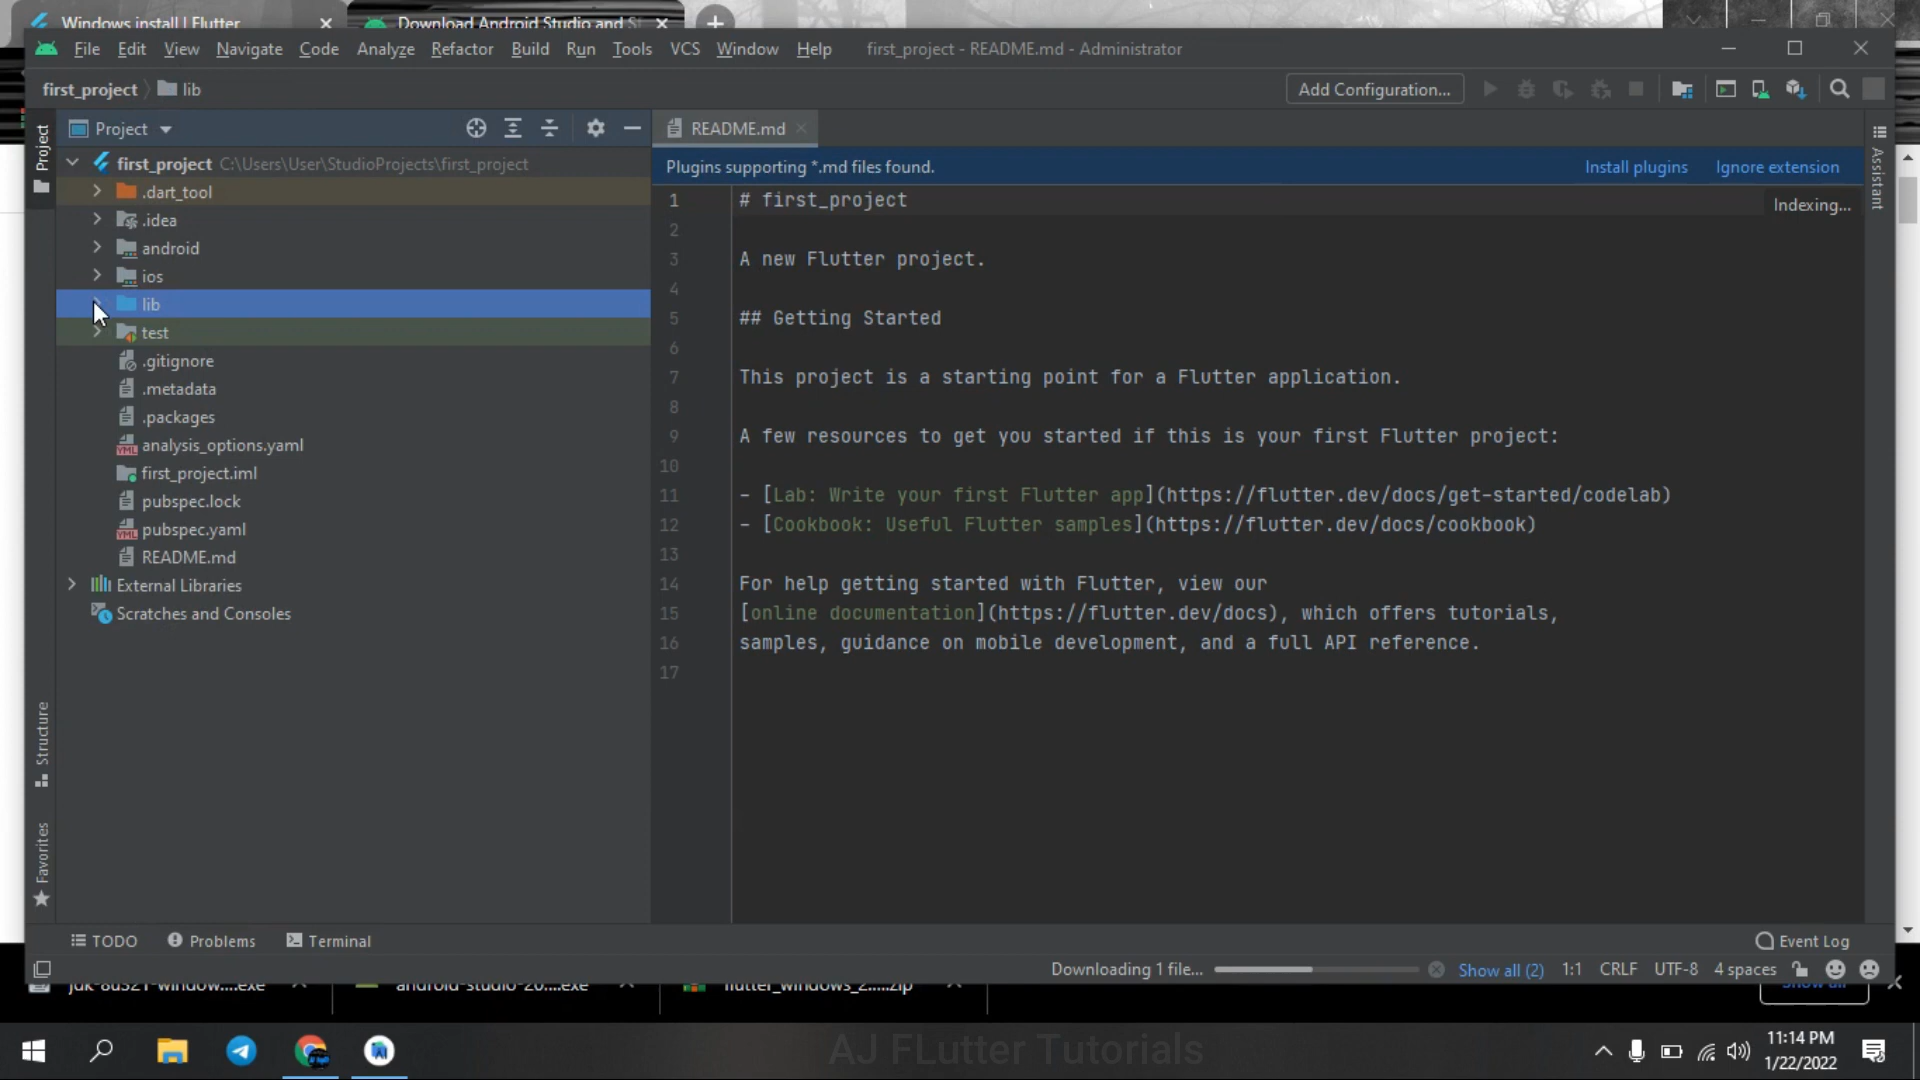 Windows install | Flutter
Download Android Studio and S
File Edit View Navigate Code Analyze Refactor Build Run Tools VCS Window Help first_project - README.md - Administrator
first_project lib
Add Configuration...
Project
Project
README.md
Assistant
Plugins supporting *.md files found. Install plugins Ignore extension
first_project C:\Users\User\StudioProjects\first_project
.dart_tool
.idea
android
ios
lib
test
.gitignore
.metadata
.packages
analysis_options.yaml
first_project.iml
pubspec.lock
pubspec.yaml
README.md
External Libraries
Scratches and Consoles
Indexing...
1 # first_project
2
3 A new Flutter project.
4
5 ## Getting Started
6
7 This project is a starting point for a Flutter application.
8
9 A few resources to get you started if this is your first Flutter project:
10
11 - [Lab: Write your first Flutter app](https://flutter.dev/docs/get-started/codelab)
12 - [Cookbook: Useful Flutter samples](https://flutter.dev/docs/cookbook)
13
14 For help getting started with Flutter, view our
15 [online documentation](https://flutter.dev/docs), which offers tutorials,
16 samples, guidance on mobile development, and a full API reference.
17
Structure
Favorites
TODO Problems Terminal Event Log
Downloading 1 file... Show all (2) 1:1 CRLF UTF-8 4 spaces
jdk-8u321-window....exe android-studio-20....exe flutter_windows_2.....zip Show all
AJ FLutter Tutorials
11:14 PM
1/22/2022